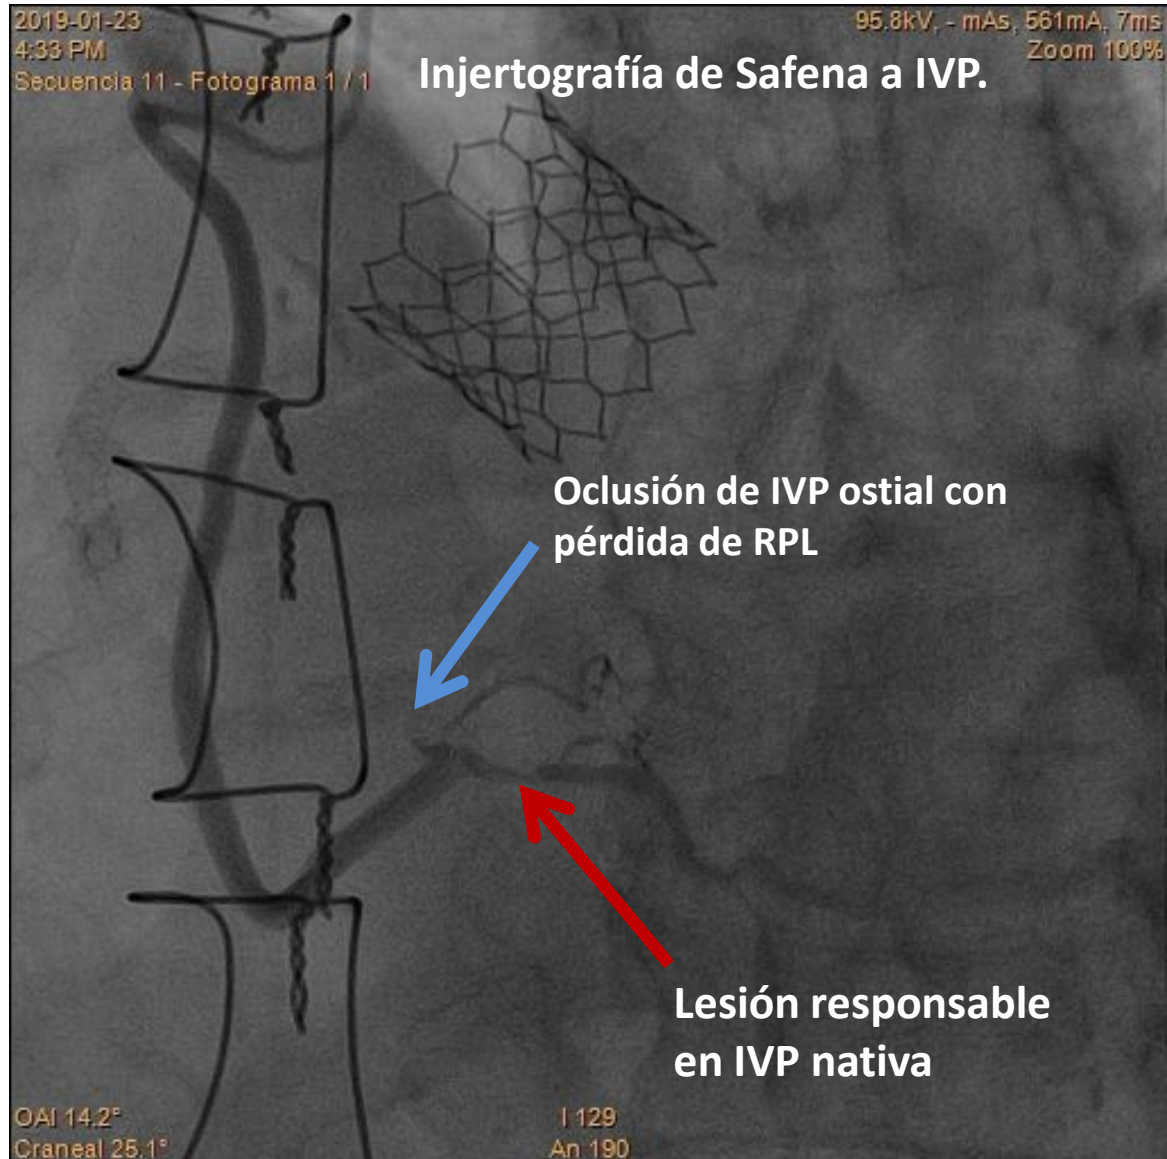 2019-01-23
4:33 PM
Secuencia 11 - Fotograma 1 / 1
95.8kV, - mAs, 561mA, 7ms
Zoom 100%
Injertografía de Safena a IVP.
Oclusión de IVP ostial con
pérdida de RPL
Lesión responsable
en IVP nativa
OAI 14.2°
Craneal 25.1°
I 129
An 190